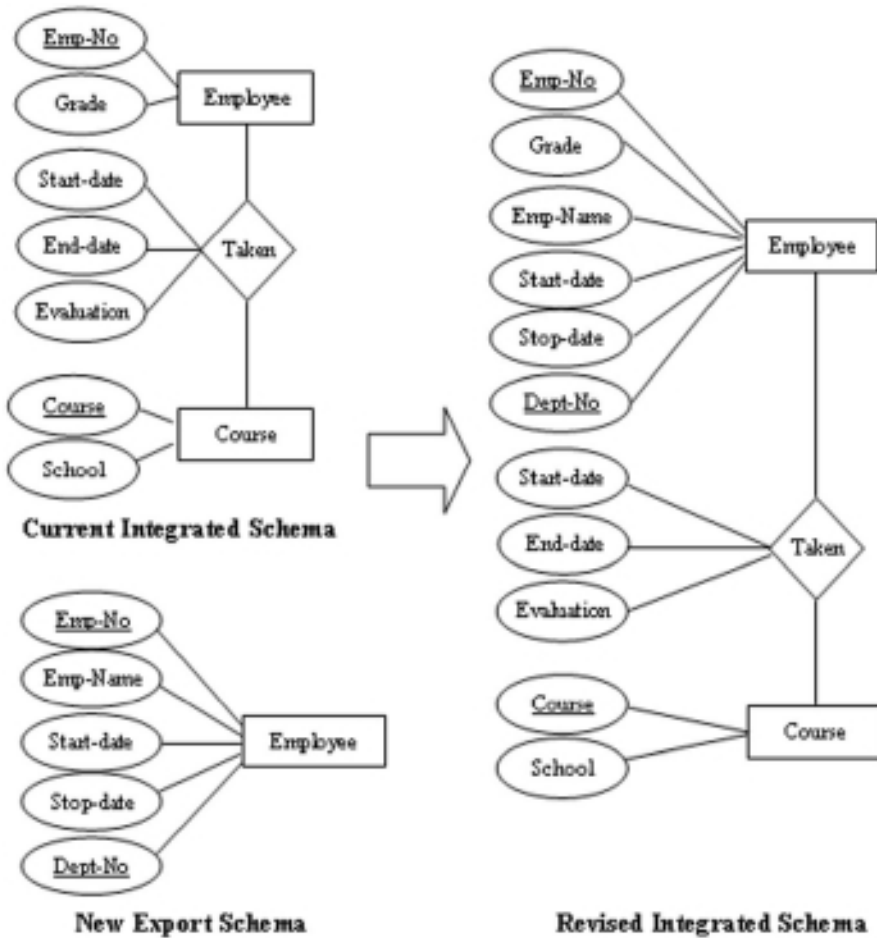 Emp-No
Grade
Employee
Start-date
End-date
Evaluation
Taken
Course
School
Course
Current Integrated Schema
Emp-No
Emp-Name
Start-date
Stop-date
Dept-No
Employee
New Export Schema
Emp-No
Grade
Emp-Name
Start-date
Stop-date
Dept-No
Employee
Start-date
End-date
Evaluation
Taken
Course
School
Course
Revised Integrated Schema